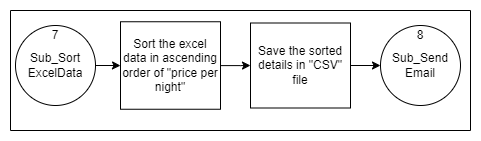 7
Sub_Sort
ExcelData
Sort the excel
data in ascending
order of "price per
night"
Save the sorted
details in "CSV"
file
8
Sub_Send
Email